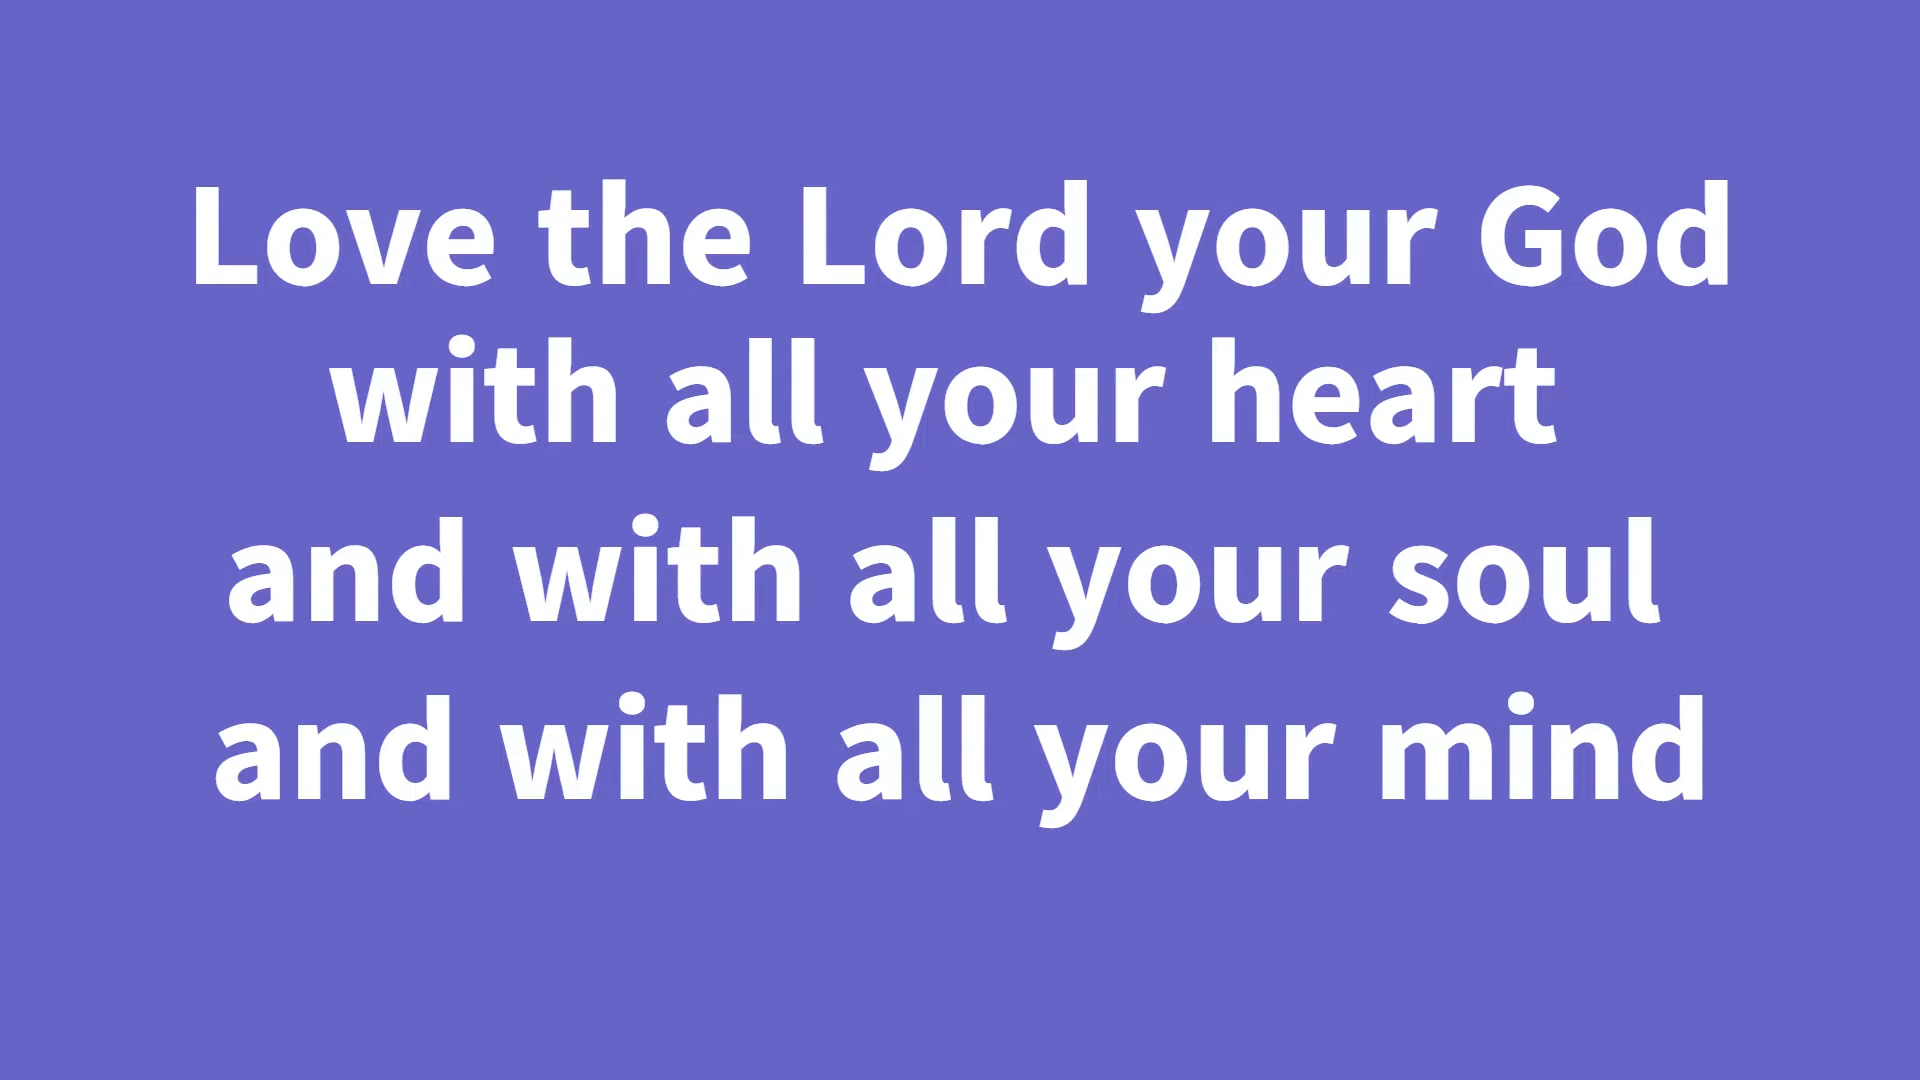 Love the Lord your God
with all your heart
and with all your soul
and with all your mind